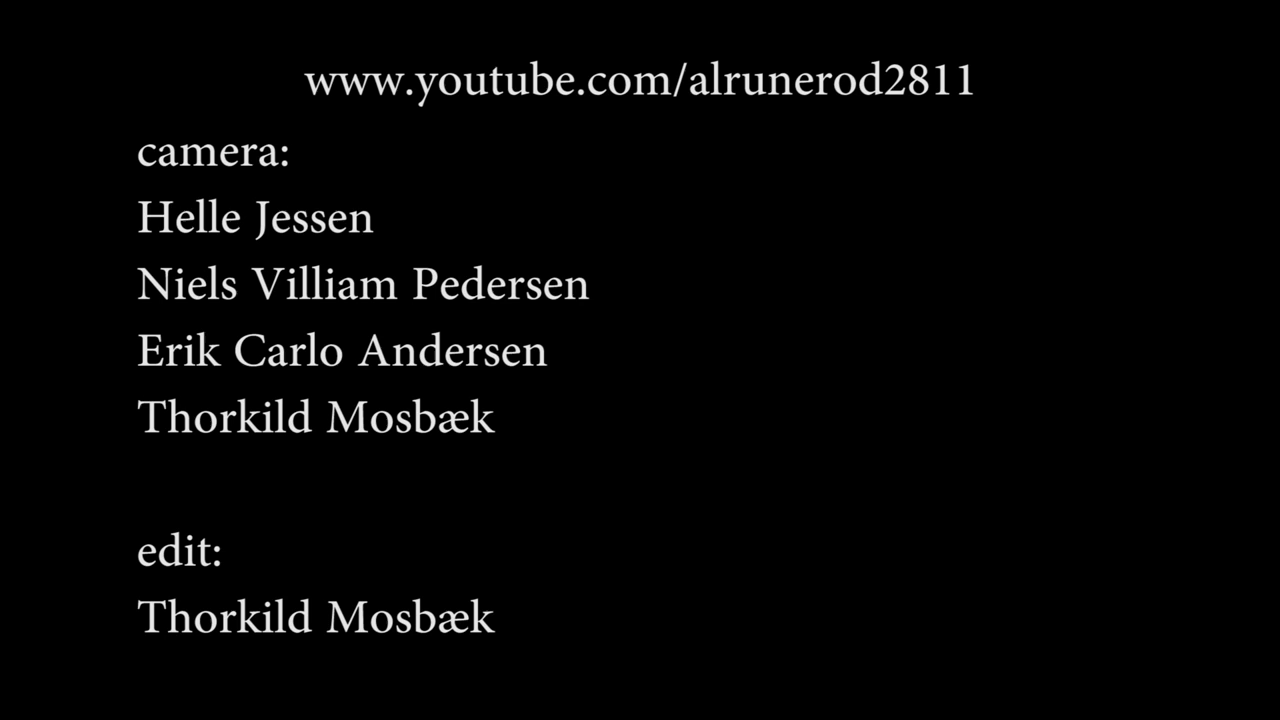 www.youtube.com/alrunerod2811
camera:
Helle Jessen
Niels Villiam Pedersen
Erik Carlo Andersen
Thorkild Mosbæk
edit:
Thorkild Mosbæk